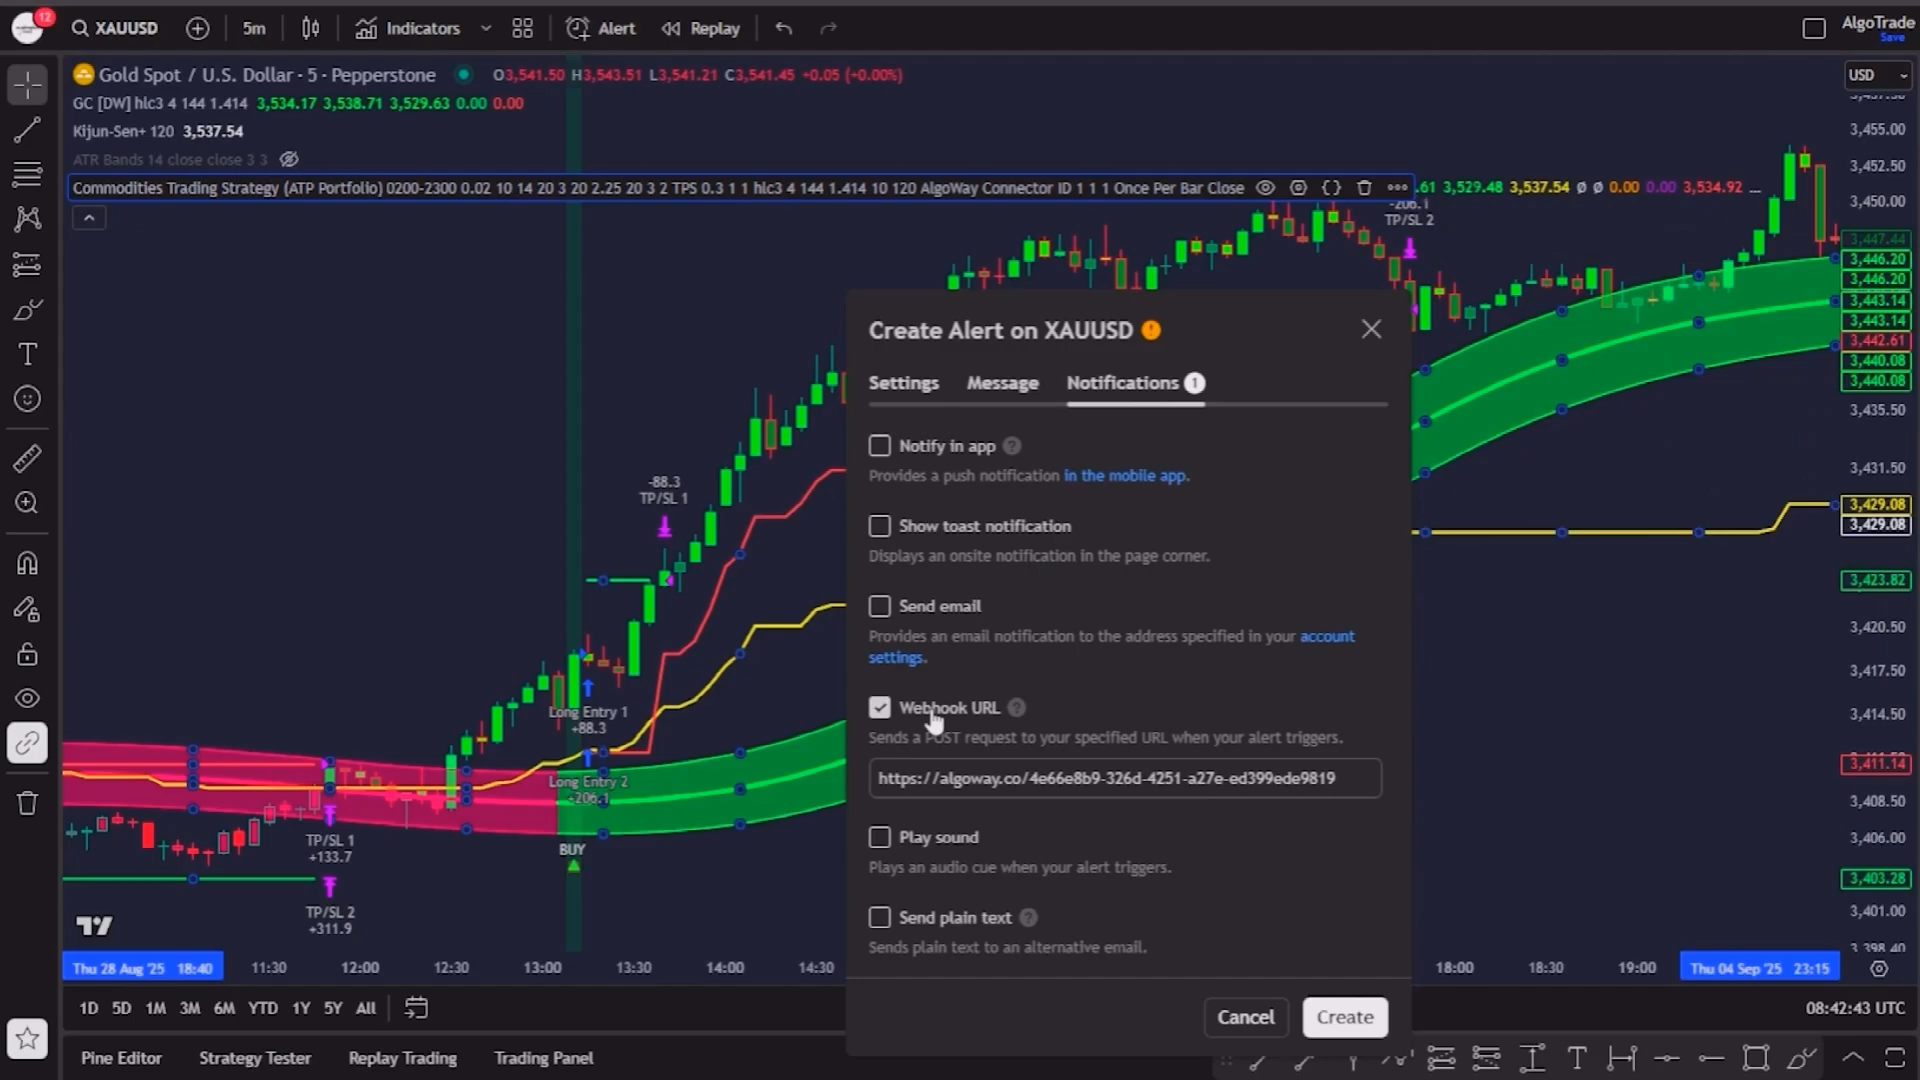 12
XAUUSD
5m
Indicators
Alert
Replay
AlgoTrade
Save
Gold Spot / U.S. Dollar · 5 · Pepperstone
O3,541.50 H3,543.51 L3,541.21 C3,541.45 +0.05 (+0.00%)
USD
GC [DW] hlc3 4 144 1.414 3,534.17 3,538.71 3,529.63 0.00 0.00
Kijun-Sen+ 120 3,537.54
ATR Bands 14 close close 3 3
Commodities Trading Strategy (ATP Portfolio) 0200-2300 0.02 10 14 20 3 20 2.25 20 3 2 TPS 0.3 1 1 hlc3 4 144 1.414 10 120 AlgoWay Connector ID 1 1 1 Once Per Bar Close
.61 3,529.48 3,537.54 ø ø 0.00 0.00 3,534.92 ...
-206.1
TP/SL 2
3,455.00
3,452.50
3,450.00
3,447.44
3,446.20
3,446.20
3,443.14
3,443.14
3,442.61
3,440.08
3,440.08
3,435.50
3,431.50
3,429.08
3,429.08
3,423.82
3,420.50
3,417.50
3,414.50
3,411.14
3,408.50
3,406.00
3,403.28
3,401.00
3,398.40
-88.3
TP/SL 1
Long Entry 1
+88.3
Long Entry 2
+206.1
BUY
TP/SL 1
+133.7
TP/SL 2
+311.9
Create Alert on XAUUSD
Settings
Message
Notifications 1
Notify in app
Provides a push notification in the mobile app.
Show toast notification
Displays an onsite notification in the page corner.
Send email
Provides an email notification to the address specified in your account
settings.
Webhook URL
Sends a POST request to your specified URL when your alert triggers.
https://algoway.co/4e66e8b9-326d-4251-a27e-ed399ede9819
Play sound
Plays an audio cue when your alert triggers.
Send plain text
Sends plain text to an alternative email.
Cancel
Create
Thu 28 Aug '25 18:40
11:30
12:00
12:30
13:00
13:30
14:00
14:30
18:00
18:30
19:00
Thu 04 Sep '25 23:15
1D 5D 1M 3M 6M YTD 1Y 5Y All
08:42:43 UTC
Pine Editor
Strategy Tester
Replay Trading
Trading Panel